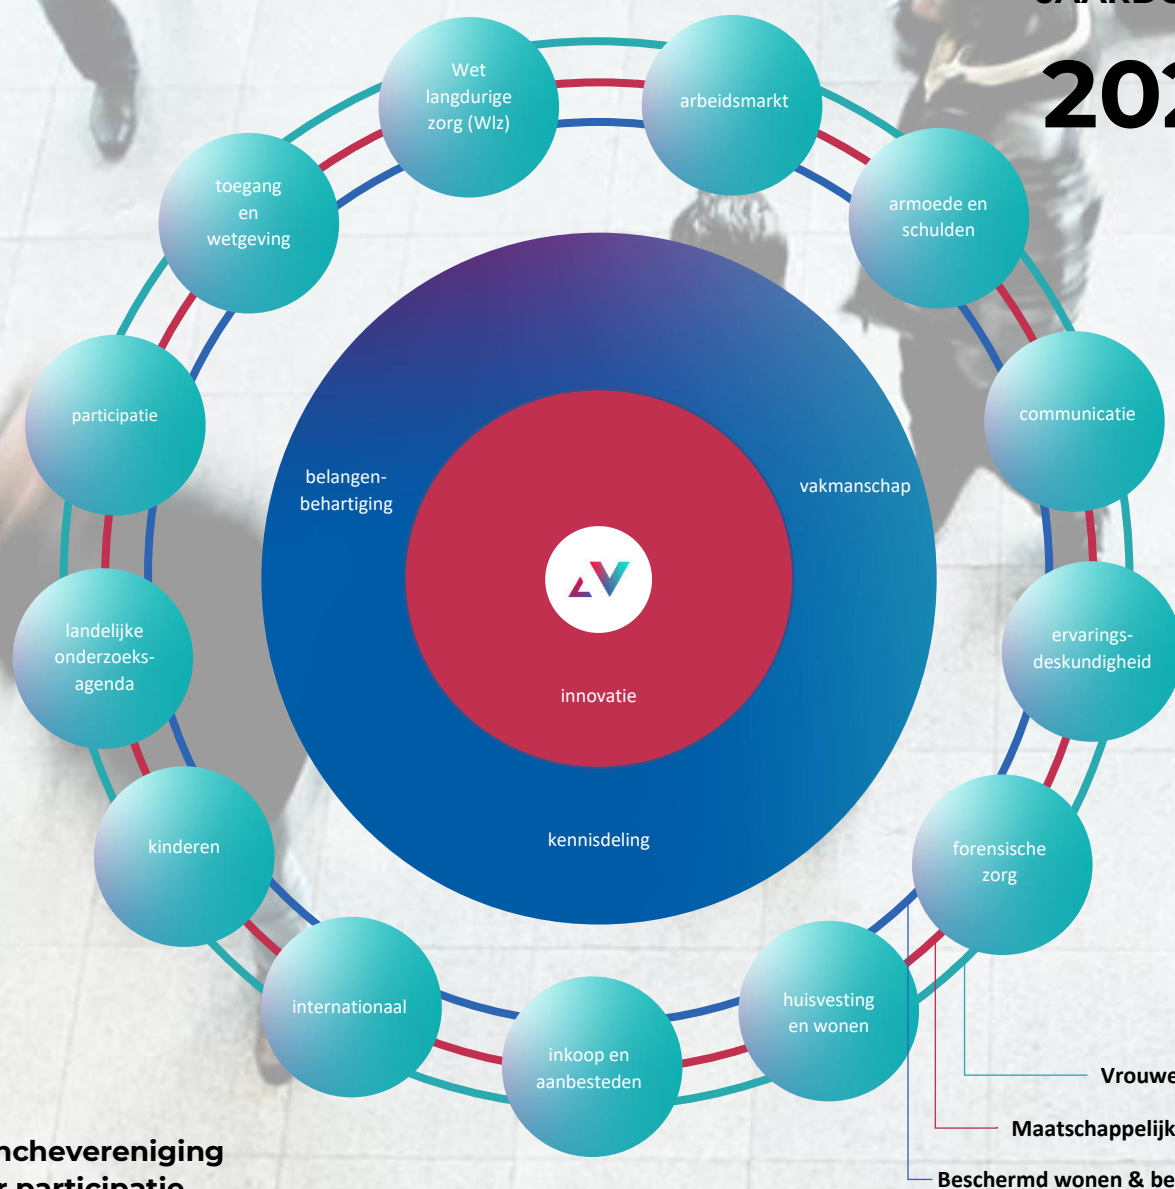 202
Wet
langdurige
zorg (Wlz)
arbeidsmarkt
toegang
en
wetgeving
armoede en
schulden
participatie
communicatie
belangen-
behartiging
vakmanschap
landelijke
onderzoeks-
agenda
ervarings-
deskundigheid
innovatie
kinderen
kennisdeling
forensische
zorg
internationaal
huisvesting
en wonen
inkoop en
aanbesteden
Vrouwe
Maatschappelijk
Beschermd wonen & be
nchevereniging
r participatie